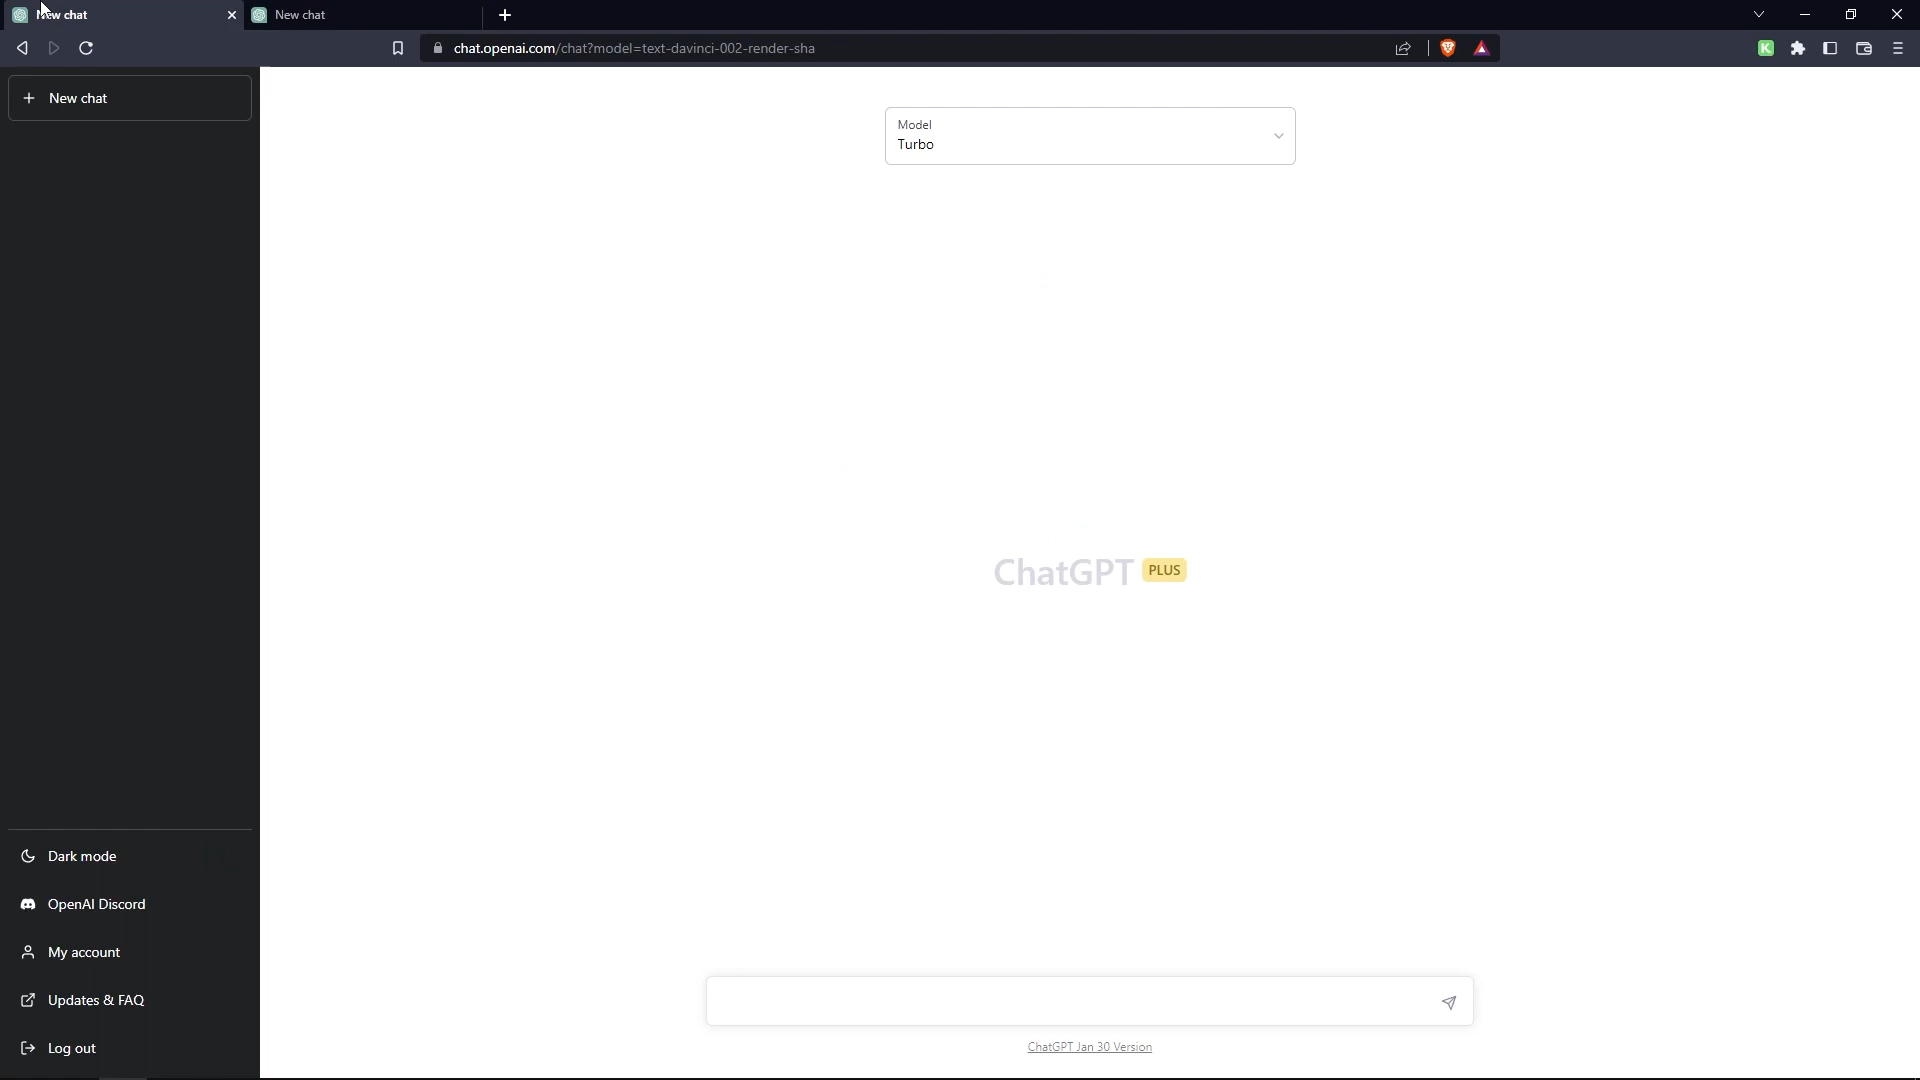 New chat
New chat
chat.openai.com/chat?model=text-davinci-002-render-sha
K
New chat
Model
Turbo
ChatGPT PLUS
Dark mode
OpenAI Discord
My account
Updates & FAQ
Log out
ChatGPT Jan 30 Version